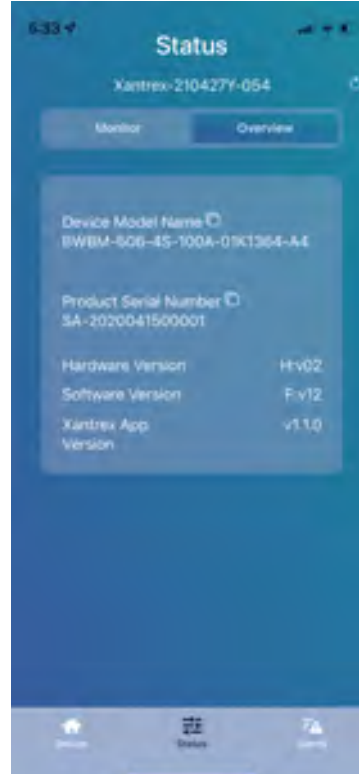 6:33
Status
Xantrex-210427Y-054
Monitor Overview
Device Model Name
BWBM-606-4S-100A-01K1364-A4
Product Serial Number
SA-2020041500001
Hardware Version H:v02
Software Version F:v12
Xantrex App v1.1.0
Version
Status